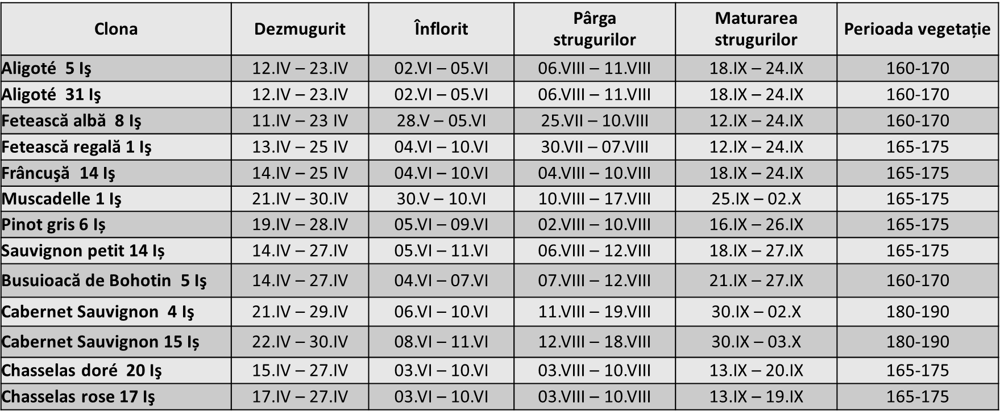 Clona Dezmugurit Înflorit Pârga strugurilor Maturarea strugurilor Perioada vegetație
Aligoté 5 Iş 12.IV – 23.IV 02.VI – 05.VI 06.VIII – 11.VIII 18.IX – 24.IX 160-170
Aligoté 31 Iş 12.IV – 23.IV 02.VI – 05.VI 06.VIII – 11.VIII 18.IX – 24.IX 160-170
Fetească albă 8 Iş 11.IV – 23 IV 28.V – 05.VI 25.VII – 10.VIII 12.IX – 24.IX 160-170
Fetească regală 1 Iş 13.IV – 25 IV 04.VI – 10.VI 30.VII – 07.VIII 12.IX – 24.IX 165-175
Frâncuşă 14 Iş 14.IV – 25 IV 04.VI – 10.VI 04.VIII – 10.VIII 18.IX – 24.IX 165-175
Muscadelle 1 Iş 21.IV – 30.IV 30.V – 10.VI 10.VIII – 17.VIII 25.IX – 02.X 165-175
Pinot gris 6 Iș 19.IV – 28.IV 05.VI – 09.VI 02.VIII – 10.VIII 16.IX – 26.IX 165-175
Sauvignon petit 14 Iș 14.IV – 27.IV 05.VI – 11.VI 06.VIII – 12.VIII 18.IX – 27.IX 165-175
Busuioacă de Bohotin 5 Iş 14.IV – 27.IV 04.VI – 07.VI 07.VIII – 12.VIII 21.IX – 27.IX 160-170
Cabernet Sauvignon 4 Iş 21.IV – 29.IV 06.VI – 10.VI 11.VIII – 19.VIII 30.IX – 02.X 180-190
Cabernet Sauvignon 15 Iș 22.IV – 30.IV 08.VI – 11.VI 12.VIII – 18.VIII 30.IX – 03.X 180-190
Chasselas doré 20 Iş 15.IV – 27.IV 03.VI – 10.VI 03.VIII – 10.VIII 13.IX – 20.IX 165-175
Chasselas rose 17 Iş 17.IV – 27.IV 03.VI – 10.VI 03.VIII – 10.VIII 13.IX – 19.IX 165-175